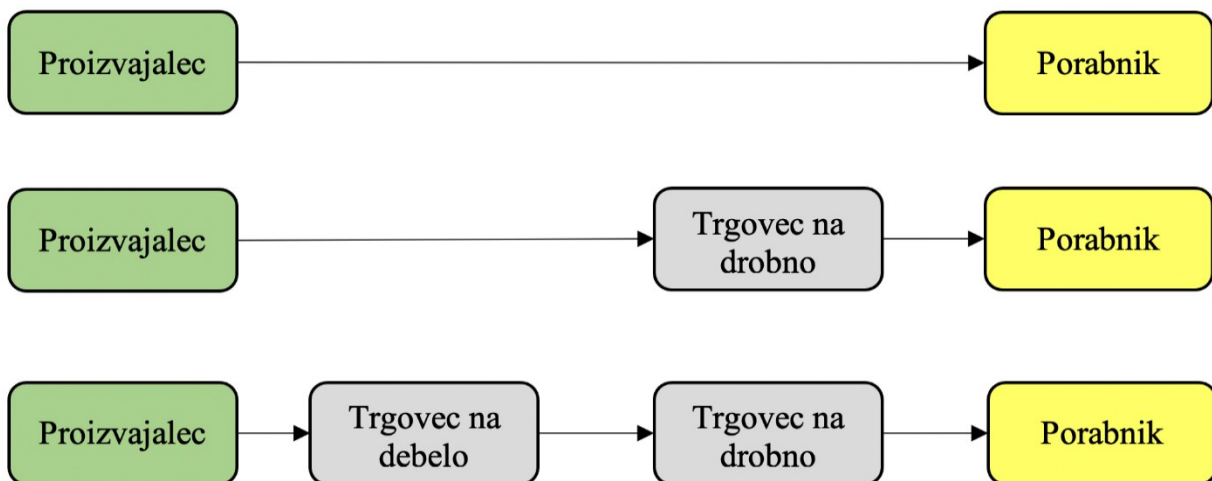 Proizvajalec
Porabnik
Proizvajalec
Trgovec na
drobno
Porabnik
Proizvajalec
Trgovec na
debelo
Trgovec na
drobno
Porabnik